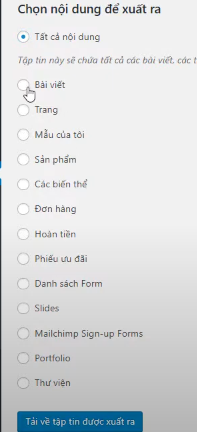 Chọn nội dung để xuất ra
Tất cả nội dung
Tập tin này sẽ chứa tất cả các bài viết, các
Bài viết
Trang
Mẫu của tôi
Sản phẩm
Các biến thể
Đơn hàng
Hoàn tiền
Phiếu ưu đãi
Danh sách Form
Slides
Mailchimp Sign-up Forms
Portfolio
Thư viện
Tải về tập tin được xuất ra